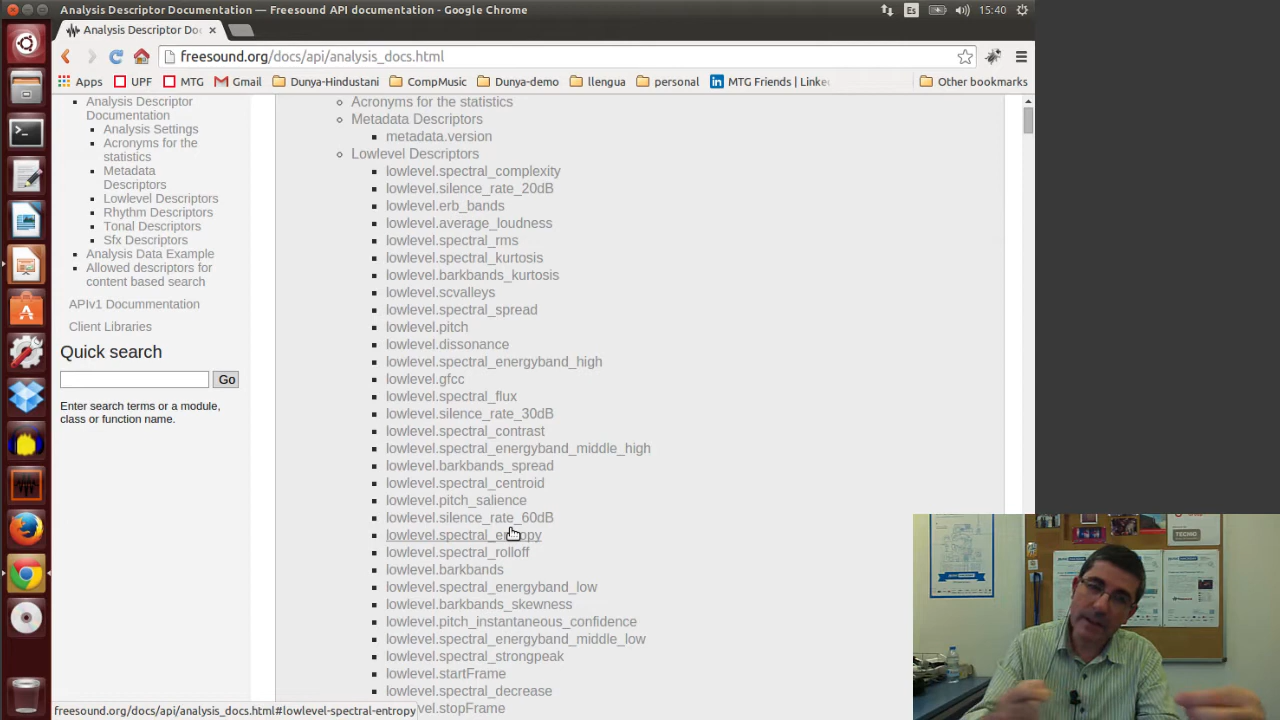 Analysis Descriptor Documentation — Freesound API documentation - Google Chrome
Es
15:40
Analysis Descriptor Do
freesound.org/docs/api/analysis_docs.html
Apps
UPF
MTG
Gmail
Dunya-Hindustani
CompMusic
Dunya-demo
llengua
personal
MTG Friends | Linke
Other bookmarks
Analysis Descriptor
Documentation
Analysis Settings
Acronyms for the
statistics
Metadata
Descriptors
Lowlevel Descriptors
Rhythm Descriptors
Tonal Descriptors
Sfx Descriptors
Analysis Data Example
Allowed descriptors for
content based search
APIv1 Documentation
Client Libraries
Quick search
Go
Enter search terms or a module,
class or function name.
Acronyms for the statistics
Metadata Descriptors
metadata.version
Lowlevel Descriptors
lowlevel.spectral_complexity
lowlevel.silence_rate_20dB
lowlevel.erb_bands
lowlevel.average_loudness
lowlevel.spectral_rms
lowlevel.spectral_kurtosis
lowlevel.barkbands_kurtosis
lowlevel.scvalleys
lowlevel.spectral_spread
lowlevel.pitch
lowlevel.dissonance
lowlevel.spectral_energyband_high
lowlevel.gfcc
lowlevel.spectral_flux
lowlevel.silence_rate_30dB
lowlevel.spectral_contrast
lowlevel.spectral_energyband_middle_high
lowlevel.barkbands_spread
lowlevel.spectral_centroid
lowlevel.pitch_salience
lowlevel.silence_rate_60dB
lowlevel.spectral_entropy
lowlevel.spectral_rolloff
lowlevel.barkbands
lowlevel.spectral_energyband_low
lowlevel.barkbands_skewness
lowlevel.pitch_instantaneous_confidence
lowlevel.spectral_energyband_middle_low
lowlevel.spectral_strongpeak
lowlevel.startFrame
lowlevel.spectral_decrease
vel.stopFrame
freesound.org/docs/api/analysis_docs.html#lowlevel-spectral-entropy
TECHNO